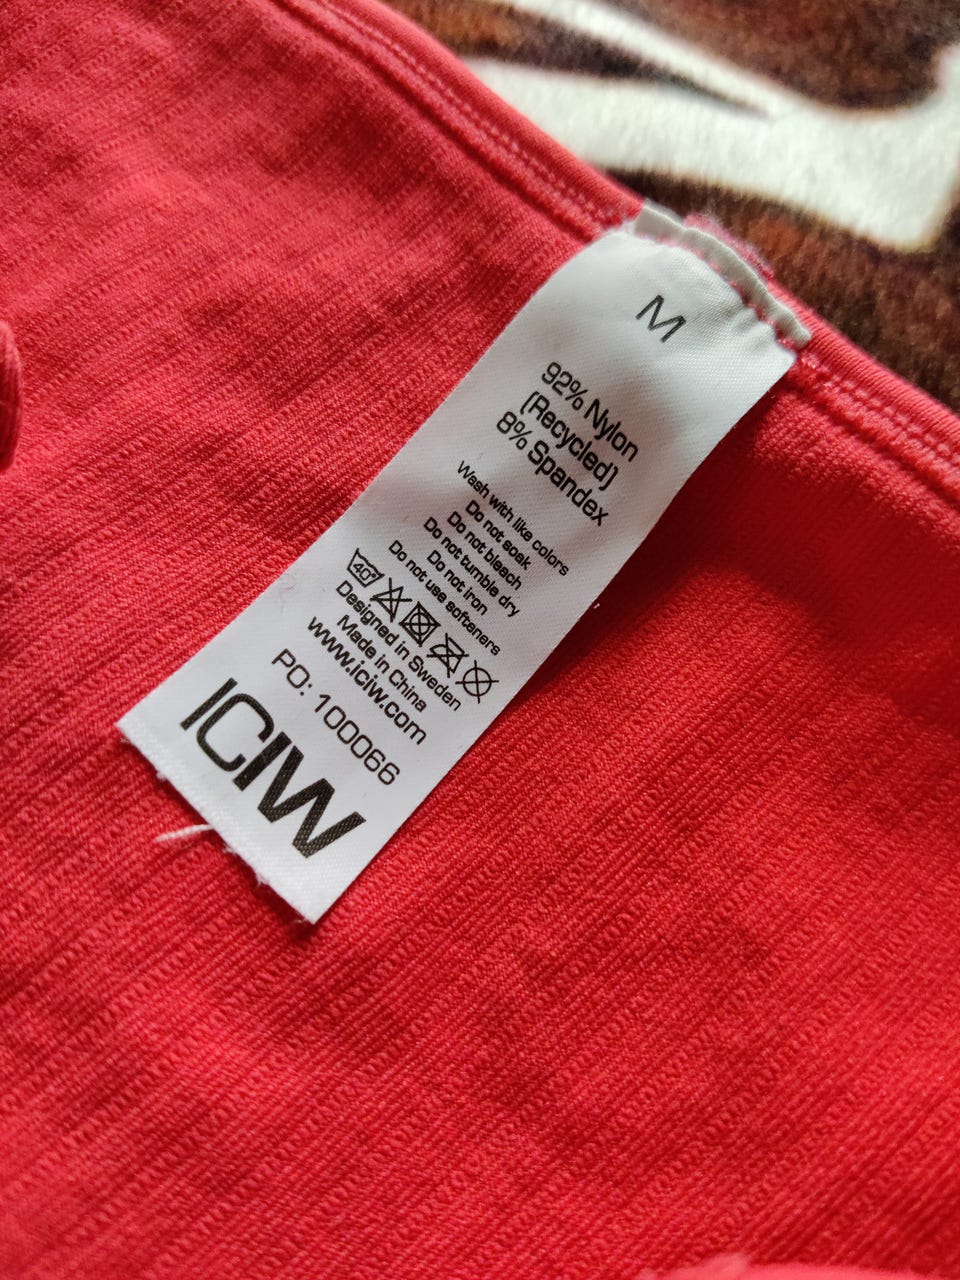 M
92% Nylon
(Recycled)
8% Spandex
Wash with like colors
Do not soak
Do not bleach
Do not tumble dry
Do not iron
Do not use softeners
40°
Designed in Sweden
Made in China
www.iciw.com
PO: 100066
ICIW